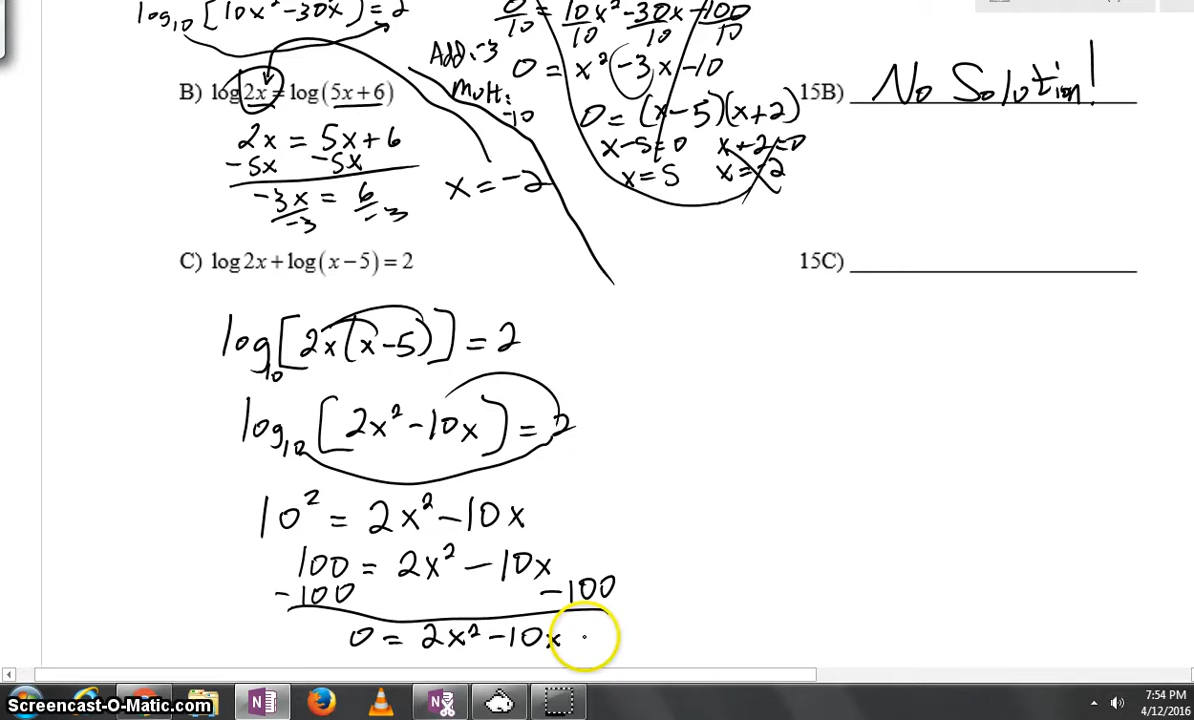 log10 [10x² -30x] = 2
0/10 = 10x²/10 -30x/10 -100/10
Add: -3
0 = x² -3x -10
Mult: -10
0 = (x-5)(x+2)
x-5=0 x+2=0
x=5 x=-2
B) log 2x = log(5x+6)
15B) No Solution!
2x = 5x+6
-5x -5x
-3x/-3 = 6/-3
x = -2
C) log 2x + log(x-5) = 2
15C)
log10 [2x(x-5)] = 2
log10 [2x² -10x] = 2
10² = 2x² -10x
100 = 2x² -10x
-100 -100
0 = 2x² -10x
Screencast-O-Matic.com
7:54 PM
4/12/2016